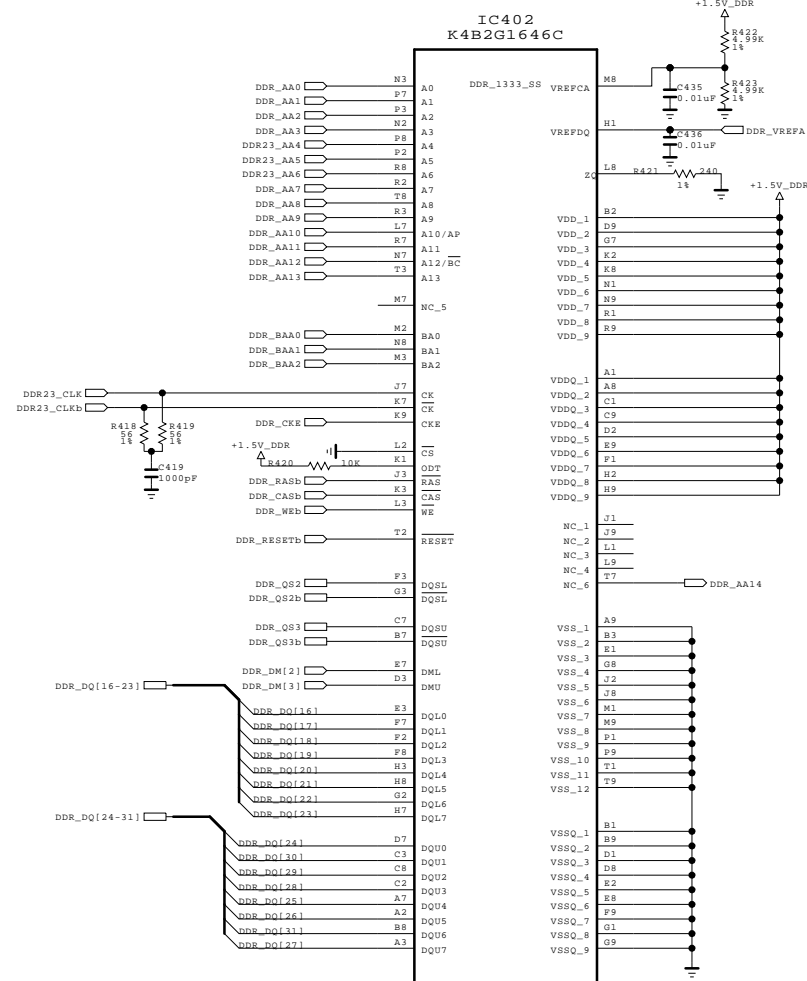 +1.5V_DDR
IC402
K4B2G1646C
R422
4.99K
1%
DDR_1333_SS
DDR_AA0 N3 A0
DDR_AA1 P7 A1
DDR_AA2 P3 A2
DDR_AA3 N2 A3
DDR23_AA4 P8 A4
DDR23_AA5 P2 A5
DDR23_AA6 R8 A6
DDR_AA7 R2 A7
DDR_AA8 T8 A8
DDR_AA9 R3 A9
DDR_AA10 L7 A10/AP
DDR_AA11 R7 A11
DDR_AA12 N7 A12/BC
DDR_AA13 T3 A13
M7 NC_5
DDR_BAA0 M2 BA0
DDR_BAA1 N8 BA1
DDR_BAA2 M3 BA2
DDR23_CLK J7 CK
DDR23_CLKb K7 CK
DDR_CKE K9 CKE
R418
56
1%
R419
56
1%
C419
1000pF
L2 CS
+1.5V_DDR
R420 10K K1 ODT
DDR_RASb J3 RAS
DDR_CASb K3 CAS
DDR_WEb L3 WE
DDR_RESETb T2 RESET
DDR_QS2 F3 DQSL
DDR_QS2b G3 DQSL
DDR_QS3 C7 DQSU
DDR_QS3b B7 DQSU
DDR_DM[2] E7 DML
DDR_DM[3] D3 DMU
DDR_DQ[16-23]
DDR_DQ[16] E3 DQL0
DDR_DQ[17] F7 DQL1
DDR_DQ[18] F2 DQL2
DDR_DQ[19] F8 DQL3
DDR_DQ[20] H3 DQL4
DDR_DQ[21] H8 DQL5
DDR_DQ[22] G2 DQL6
DDR_DQ[23] H7 DQL7
DDR_DQ[24-31]
DDR_DQ[24] D7 DQU0
DDR_DQ[30] C3 DQU1
DDR_DQ[29] C8 DQU2
DDR_DQ[28] C2 DQU3
DDR_DQ[25] A7 DQU4
DDR_DQ[26] A2 DQU5
DDR_DQ[31] B8 DQU6
DDR_DQ[27] A3 DQU7
VREFCA M8
C435
0.01uF
R423
4.99K
1%
VREFDQ H1 DDR_VREFA
C436
0.01uF
ZQ L8 R421 240
1%
+1.5V_DDR
VDD_1 B2
VDD_2 D9
VDD_3 G7
VDD_4 K2
VDD_5 K8
VDD_6 N1
VDD_7 N9
VDD_8 R1
VDD_9 R9
VDDQ_1 A1
VDDQ_2 A8
VDDQ_3 C1
VDDQ_4 C9
VDDQ_5 D2
VDDQ_6 E9
VDDQ_7 F1
VDDQ_8 H2
VDDQ_9 H9
NC_1 J1
NC_2 J9
NC_3 L1
NC_4 L9
NC_6 T7 DDR_AA14
VSS_1 A9
VSS_2 B3
VSS_3 E1
VSS_4 G8
VSS_5 J2
VSS_6 J8
VSS_7 M1
VSS_8 M9
VSS_9 P1
VSS_10 P9
VSS_11 T1
VSS_12 T9
VSSQ_1 B1
VSSQ_2 B9
VSSQ_3 D1
VSSQ_4 D8
VSSQ_5 E2
VSSQ_6 E8
VSSQ_7 F9
VSSQ_8 G1
VSSQ_9 G9